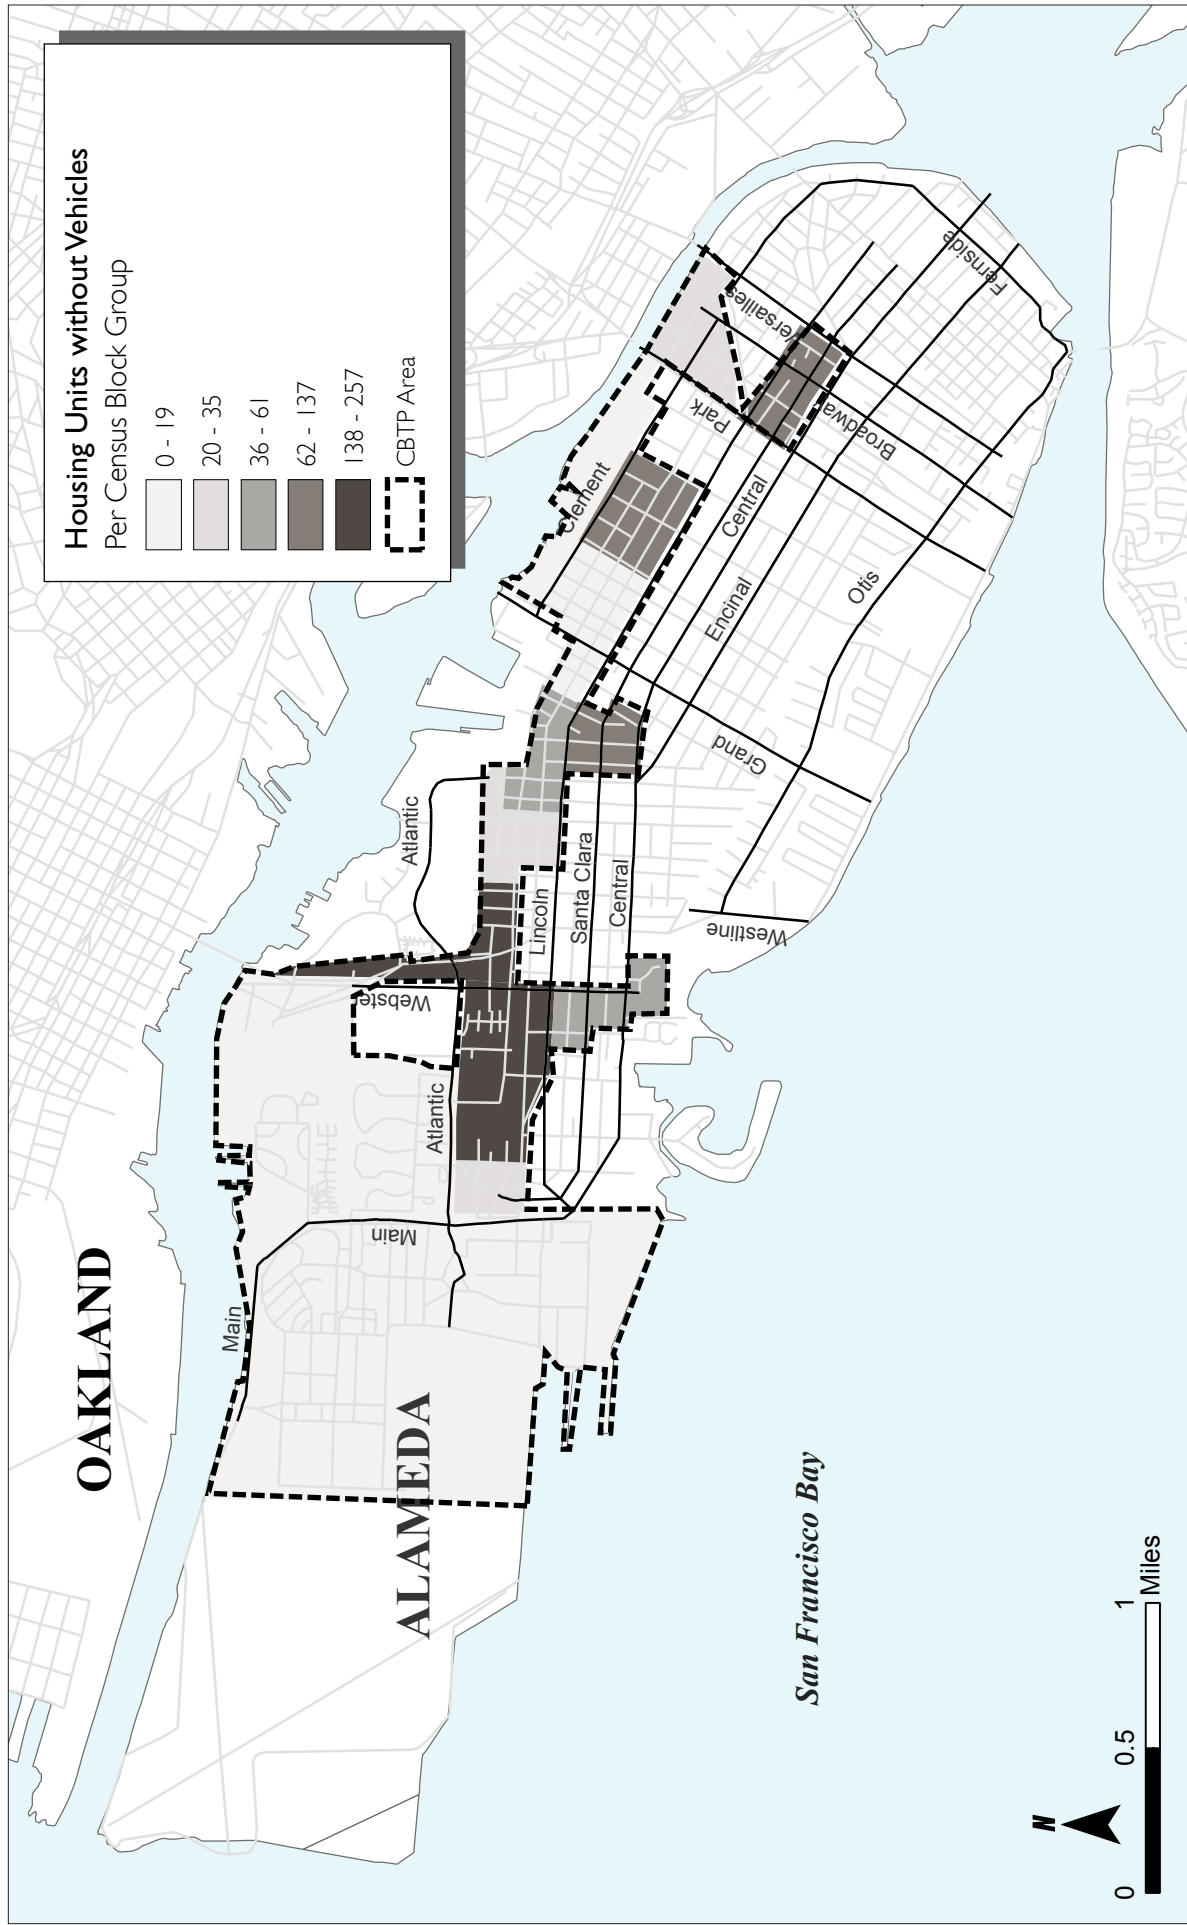 Housing Units without Vehicles
Per Census Block Group
0 - 19
20 - 35
36 - 61
62 - 137
138 - 257
CBTP Area
OAKLAND
ALAMEDA
San Francisco Bay
Main
Main
Atlantic
Webster
Atlantic
Lincoln
Santa Clara
Central
Westline
Grand
Clement
Park
Versailles
Broadway
Fernside
Central
Encinal
Otis
N
0 0.5 1
Miles